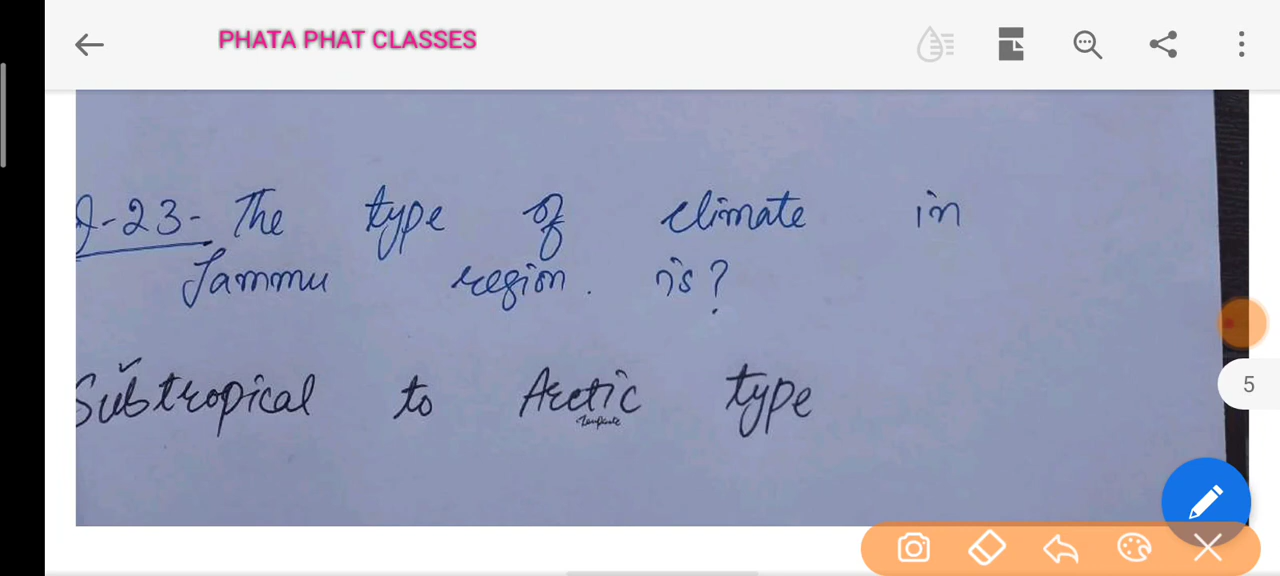 PHATA PHAT CLASSES
Q-23- The type of climate in
Jammu region. is?
Subtropical to Arctic type
5